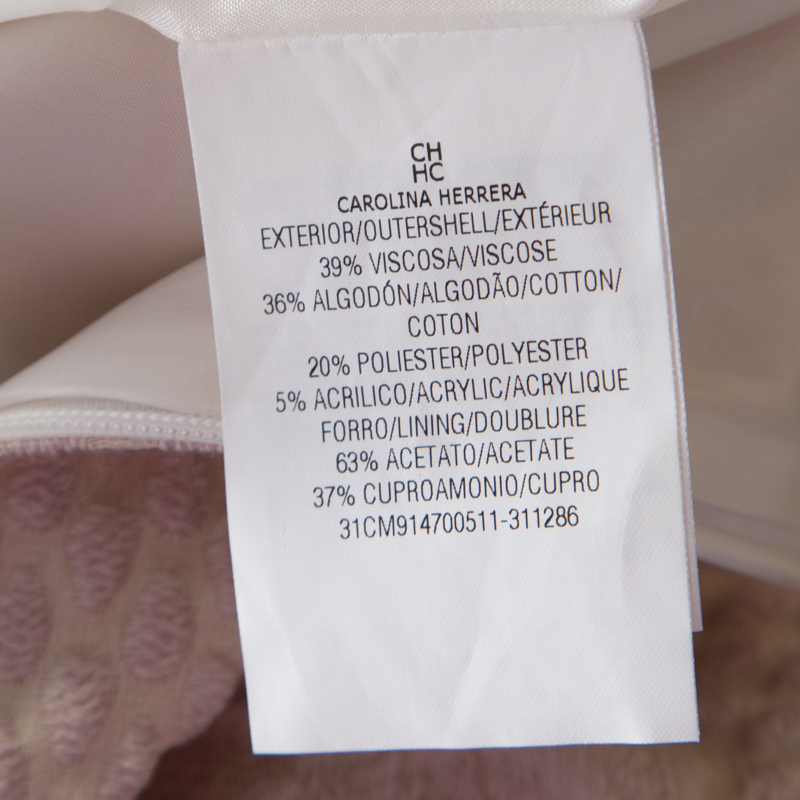 CH
HC
CAROLINA HERRERA
EXTERIOR/OUTERSHELL/EXTÉRIEUR
39% VISCOSA/VISCOSE
36% ALGODÓN/ALGODÃO/COTTON/
COTON
20% POLIESTER/POLYESTER
5% ACRILICO/ACRYLIC/ACRYLIQUE
FORRO/LINING/DOUBLURE
63% ACETATO/ACETATE
37% CUPROAMONIO/CUPRO
31CM914700511-311286